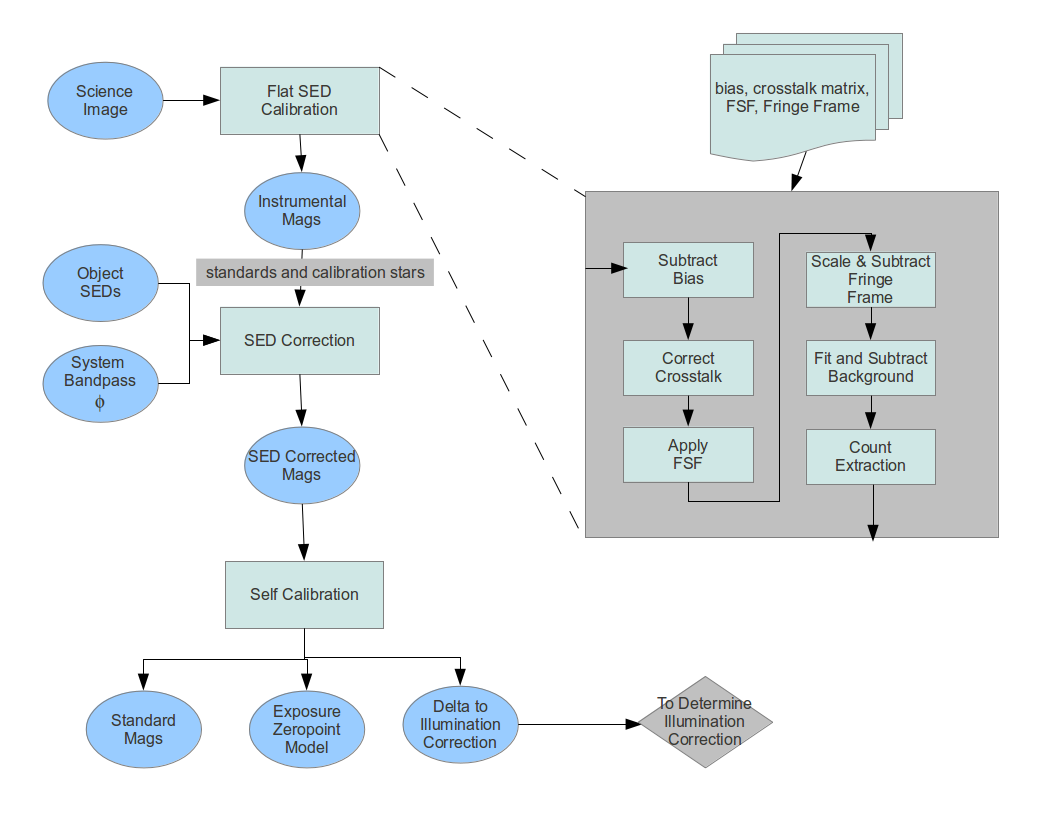 Science
Image
Flat SED
Calibration
bias, crosstalk matrix,
FSF, Fringe Frame
Instrumental
Mags
standards and calibration stars
Object
SEDs
System
Bandpass
ϕ
SED Correction
SED Corrected
Mags
Self Calibration
Standard
Mags
Exposure
Zeropoint
Model
Delta to
Illumination
Correction
To Determine
Illumination
Correction
Subtract
Bias
Correct
Crosstalk
Apply
FSF
Scale & Subtract
Fringe
Frame
Fit and Subtract
Background
Count
Extraction